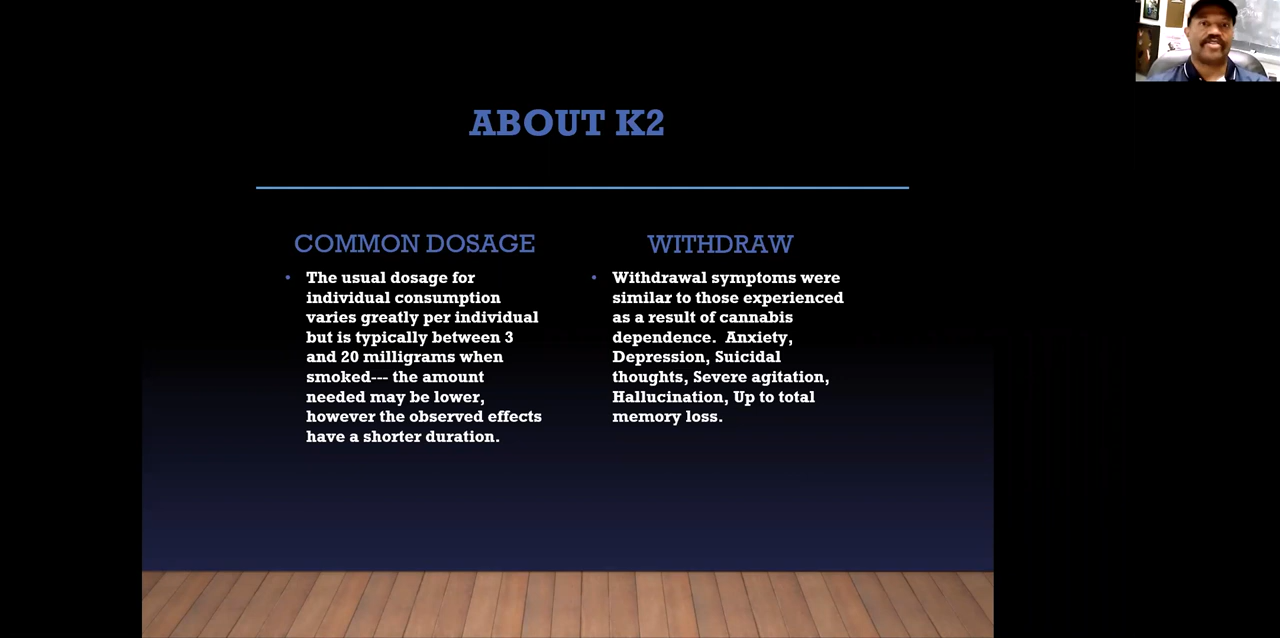 ABOUT K2
COMMON DOSAGE
• The usual dosage for
individual consumption
varies greatly per individual
but is typically between 3
and 20 milligrams when
smoked--- the amount
needed may be lower,
however the observed effects
have a shorter duration.
WITHDRAW
• Withdrawal symptoms were
similar to those experienced
as a result of cannabis
dependence.  Anxiety,
Depression, Suicidal
thoughts, Severe agitation,
Hallucination, Up to total
memory loss.